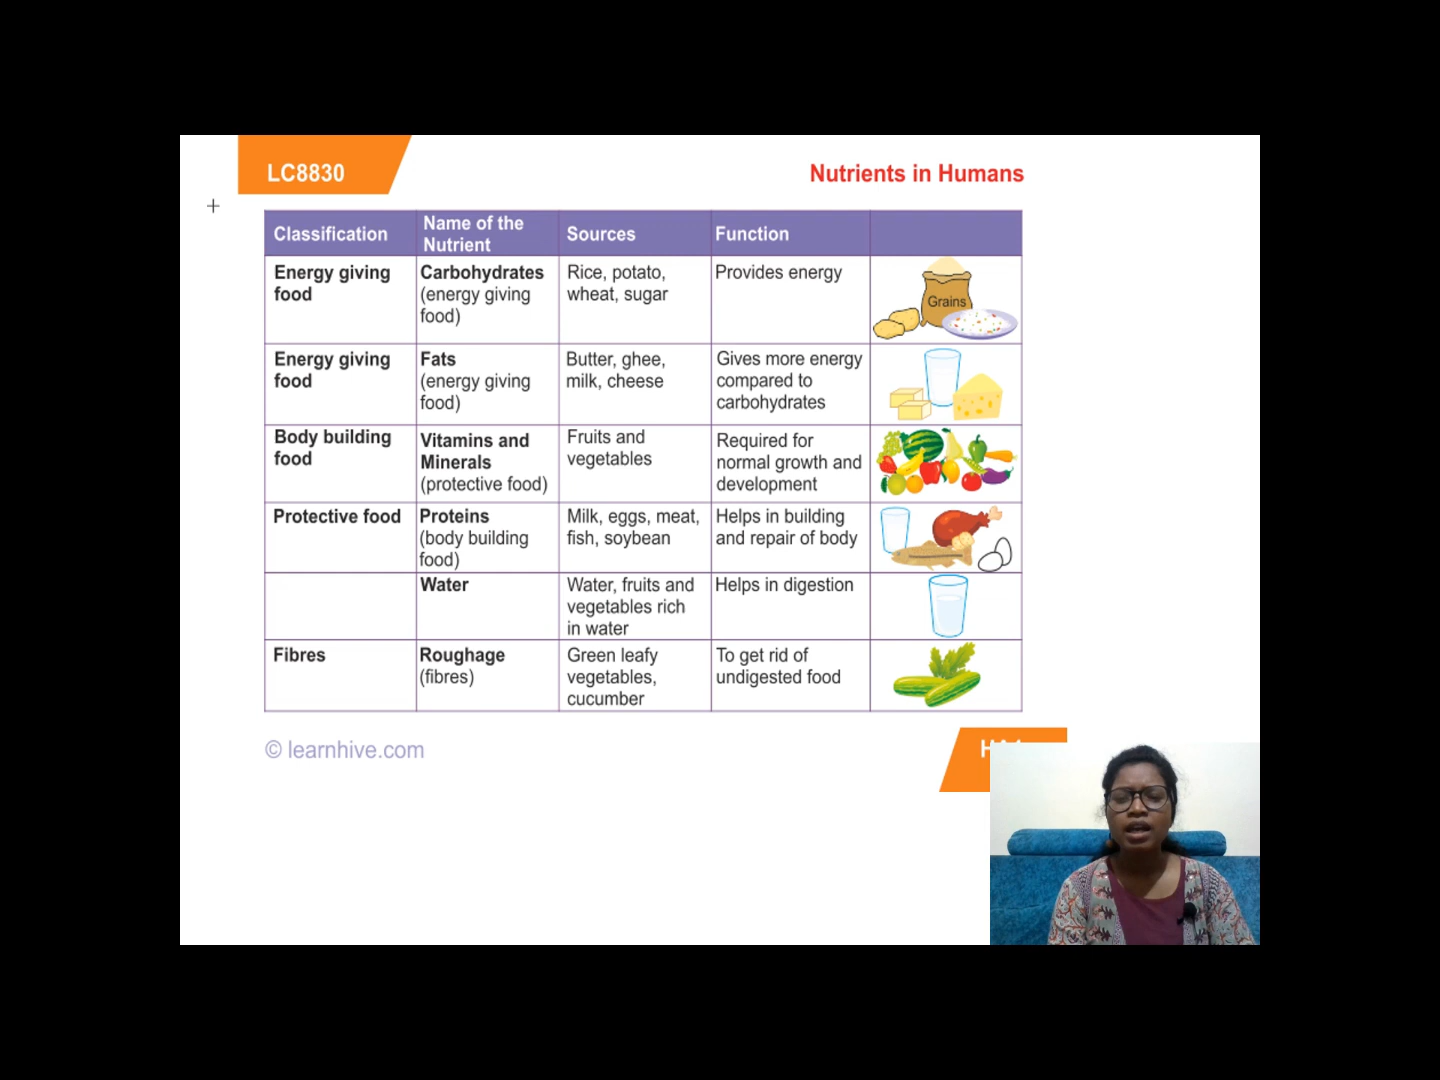 LC8830
Nutrients in Humans
Classification
Name of the
Nutrient
Sources
Function
Energy giving
food
Carbohydrates
(energy giving
food)
Rice, potato,
wheat, sugar
Provides energy
Grains
Energy giving
food
Fats
(energy giving
food)
Butter, ghee,
milk, cheese
Gives more energy
compared to
carbohydrates
Body building
food
Vitamins and
Minerals
(protective food)
Fruits and
vegetables
Required for
normal growth and
development
Protective food
Proteins
(body building
food)
Milk, eggs, meat,
fish, soybean
Helps in building
and repair of body
Water
Water, fruits and
vegetables rich
in water
Helps in digestion
Fibres
Roughage
(fibres)
Green leafy
vegetables,
cucumber
To get rid of
undigested food
© learnhive.com